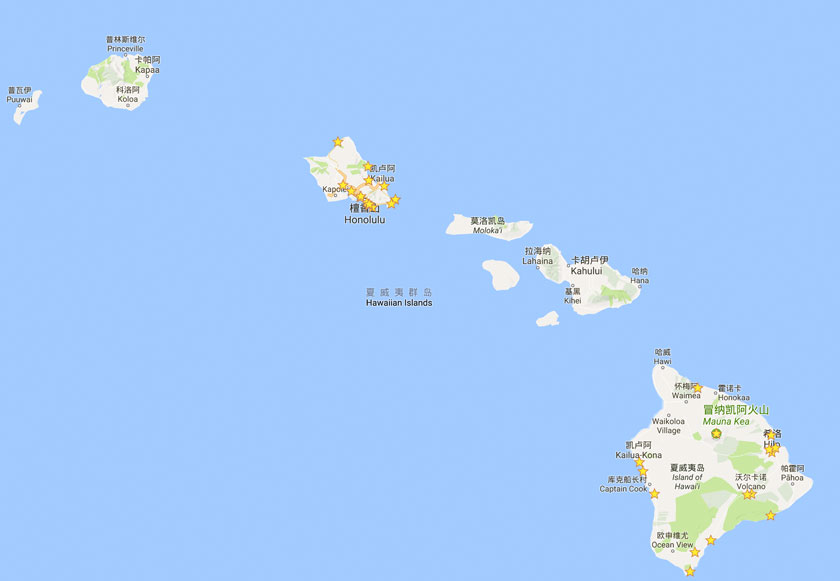 普林斯维尔
Princeville
卡帕阿
Kapaa
科洛阿
Koloa
普瓦伊
Puuwai
凯卢阿
Kailua
Kapolei
檀香山
Honolulu
莫洛凯岛
Moloka'i
拉海纳
Lahaina
卡胡卢伊
Kahului
哈纳
Hana
基黑
Kihei
夏威夷群岛
Hawaiian Islands
哈威
Hawi
怀梅阿
Waimea
霍诺卡
Honokaa
冒纳凯阿火山
Mauna Kea
Waikoloa
Village
希洛
Hilo
凯卢阿
Kailua-Kona
夏威夷岛
Island of
Hawai'i
帕霍阿
Pāhoa
沃尔卡诺
Volcano
库克船长村
Captain Cook
欧申维尤
Ocean View